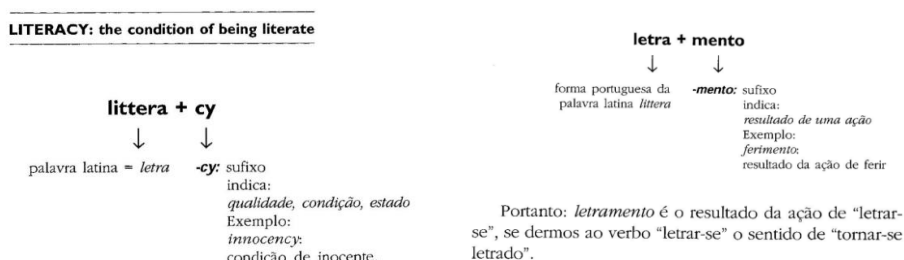 LITERACY: the condition of being literate
littera + cy
↓ ↓
palavra latina = letra -cy: sufixo
indica:
qualidade, condição, estado
Exemplo:
innocency:
condição de inocente.
letra + mento
↓ ↓
forma portuguesa da -mento: sufixo
palavra latina littera indica:
resultado de uma ação
Exemplo:
ferimento:
resultado da ação de ferir
Portanto: letramento é o resultado da ação de “letrar-
se”, se dermos ao verbo “letrar-se” o sentido de “tornar-se
letrado”.